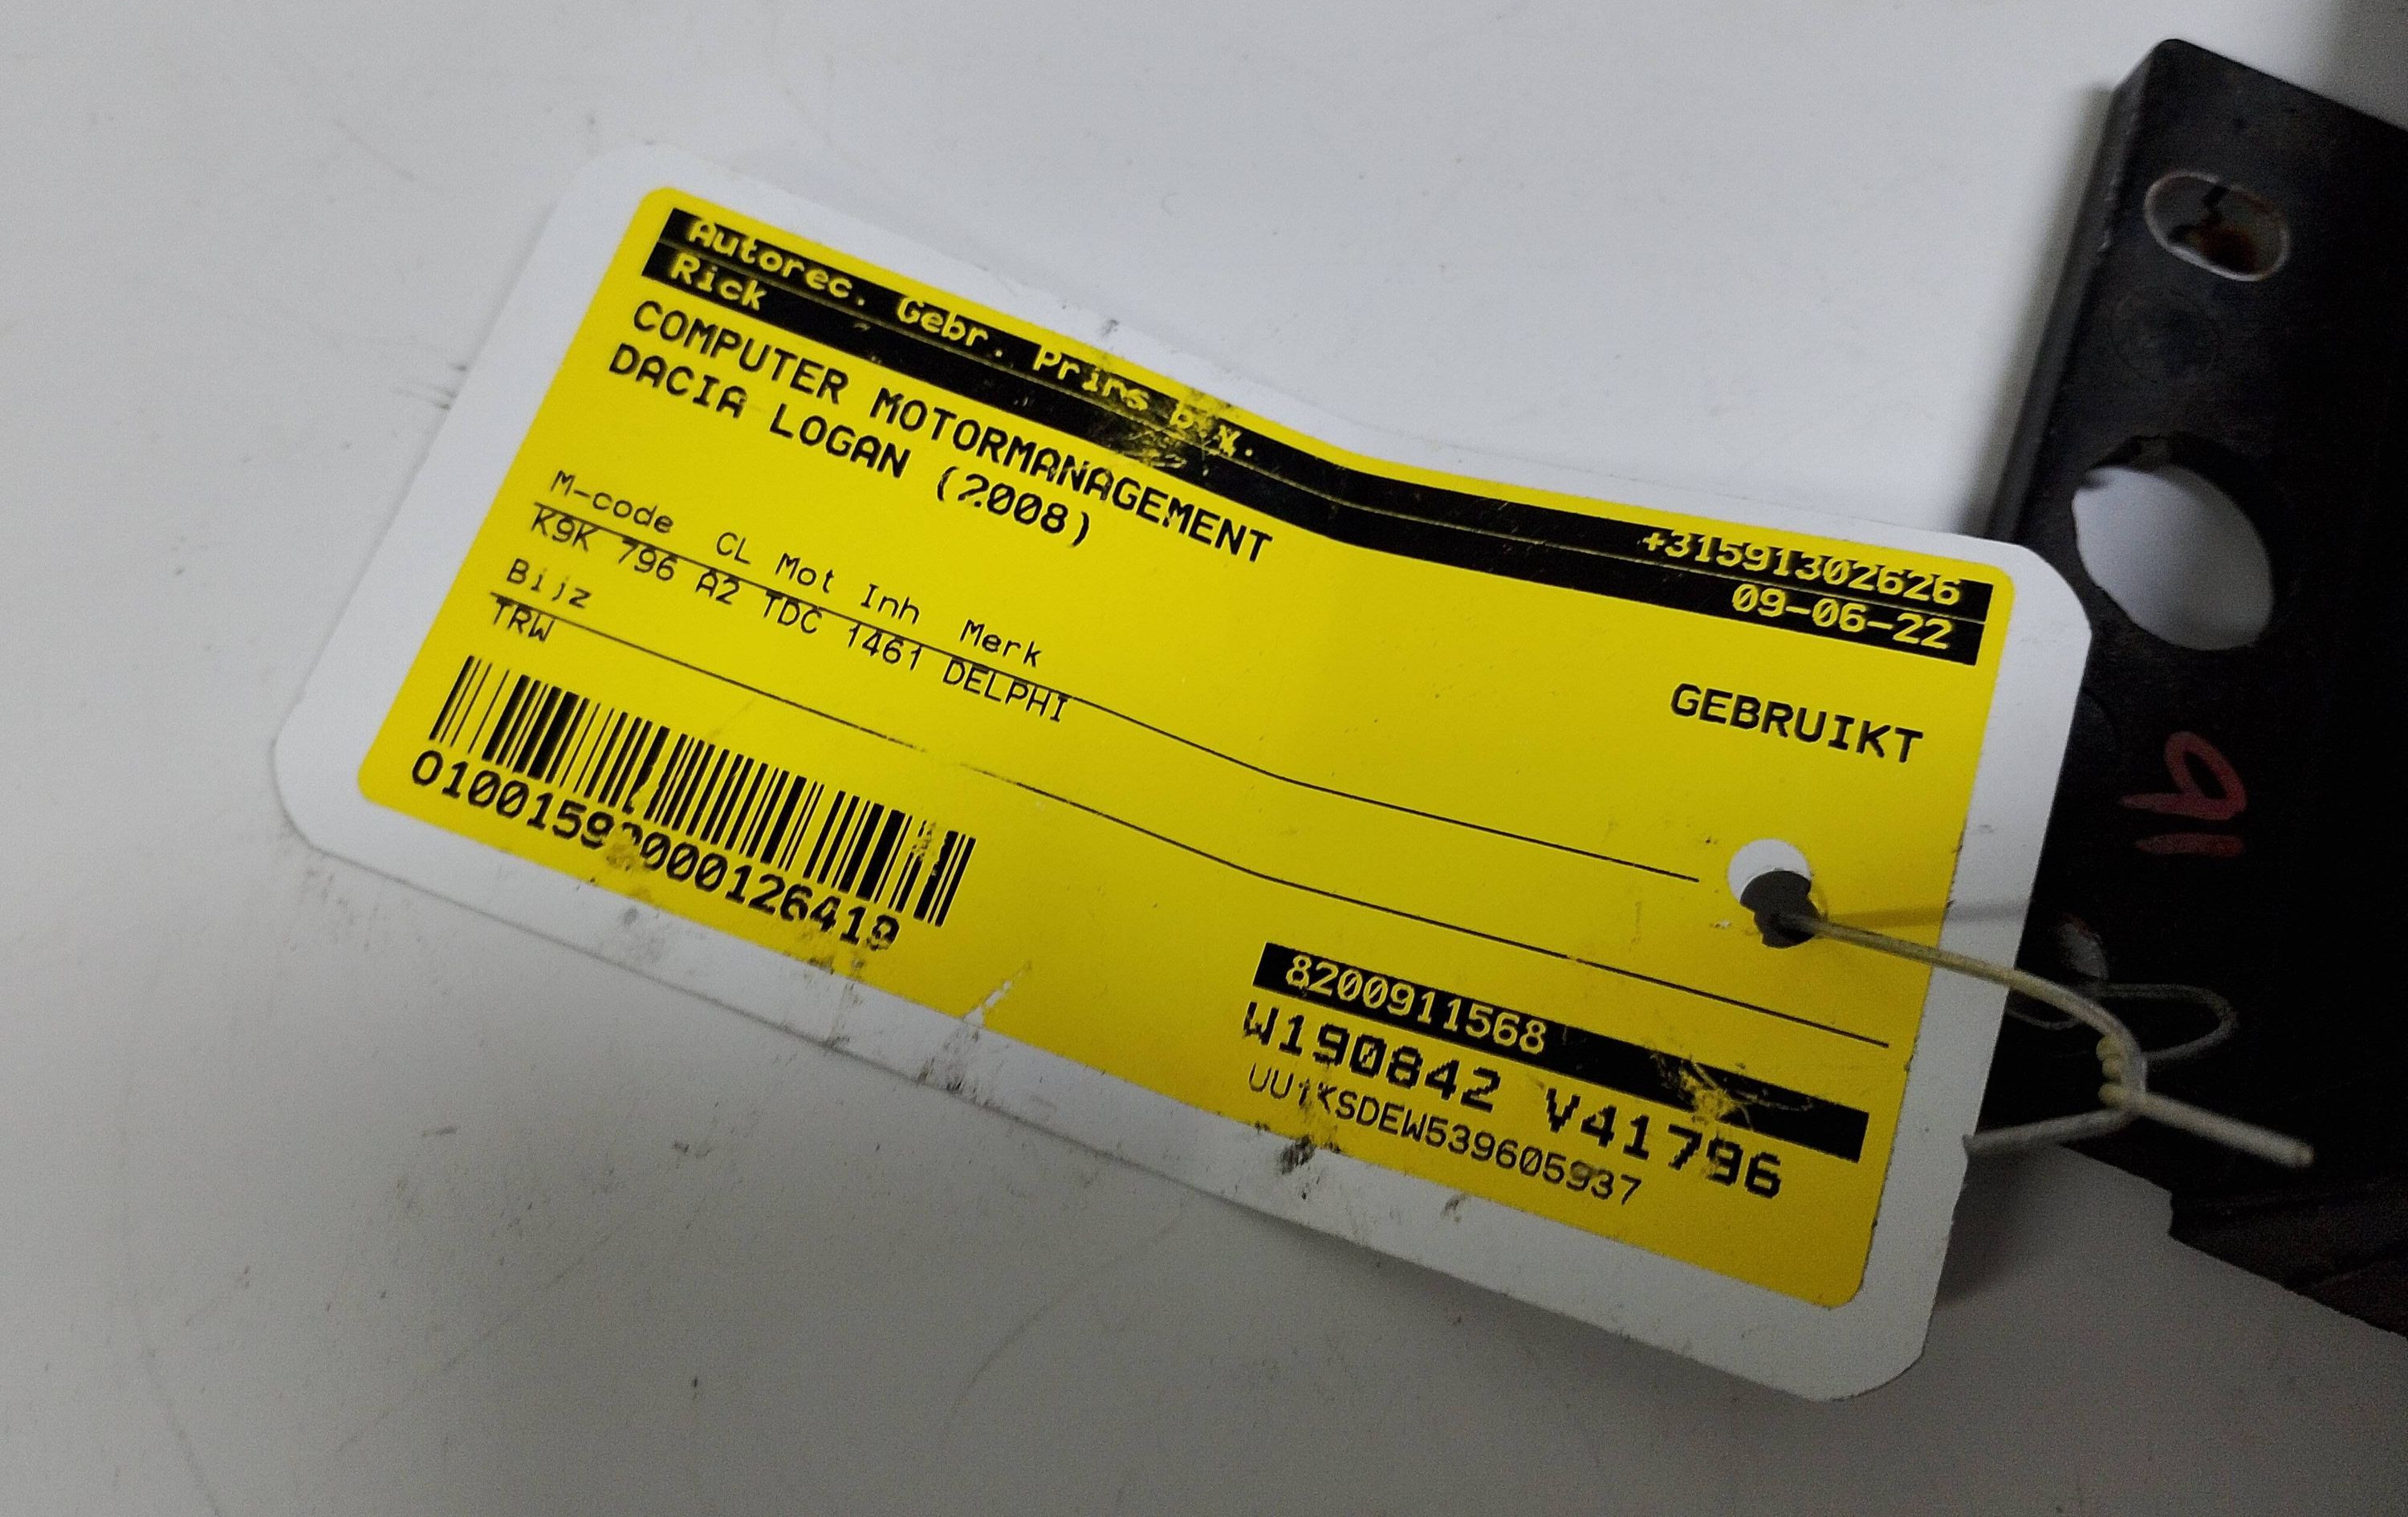 Autorec. Gebr. Prins
+31591302626
Rick
09-06-22
COMPUTER MOTORMANAGEMENT
DACIA LOGAN (2008)
GEBRUIKT
M-code CL Mot Inh Merk
K9K 796 A2 TDC 1461 DELPHI
Bijz
TRW
8200911568
W190842 V41796
UU1KSDEW539605937
91